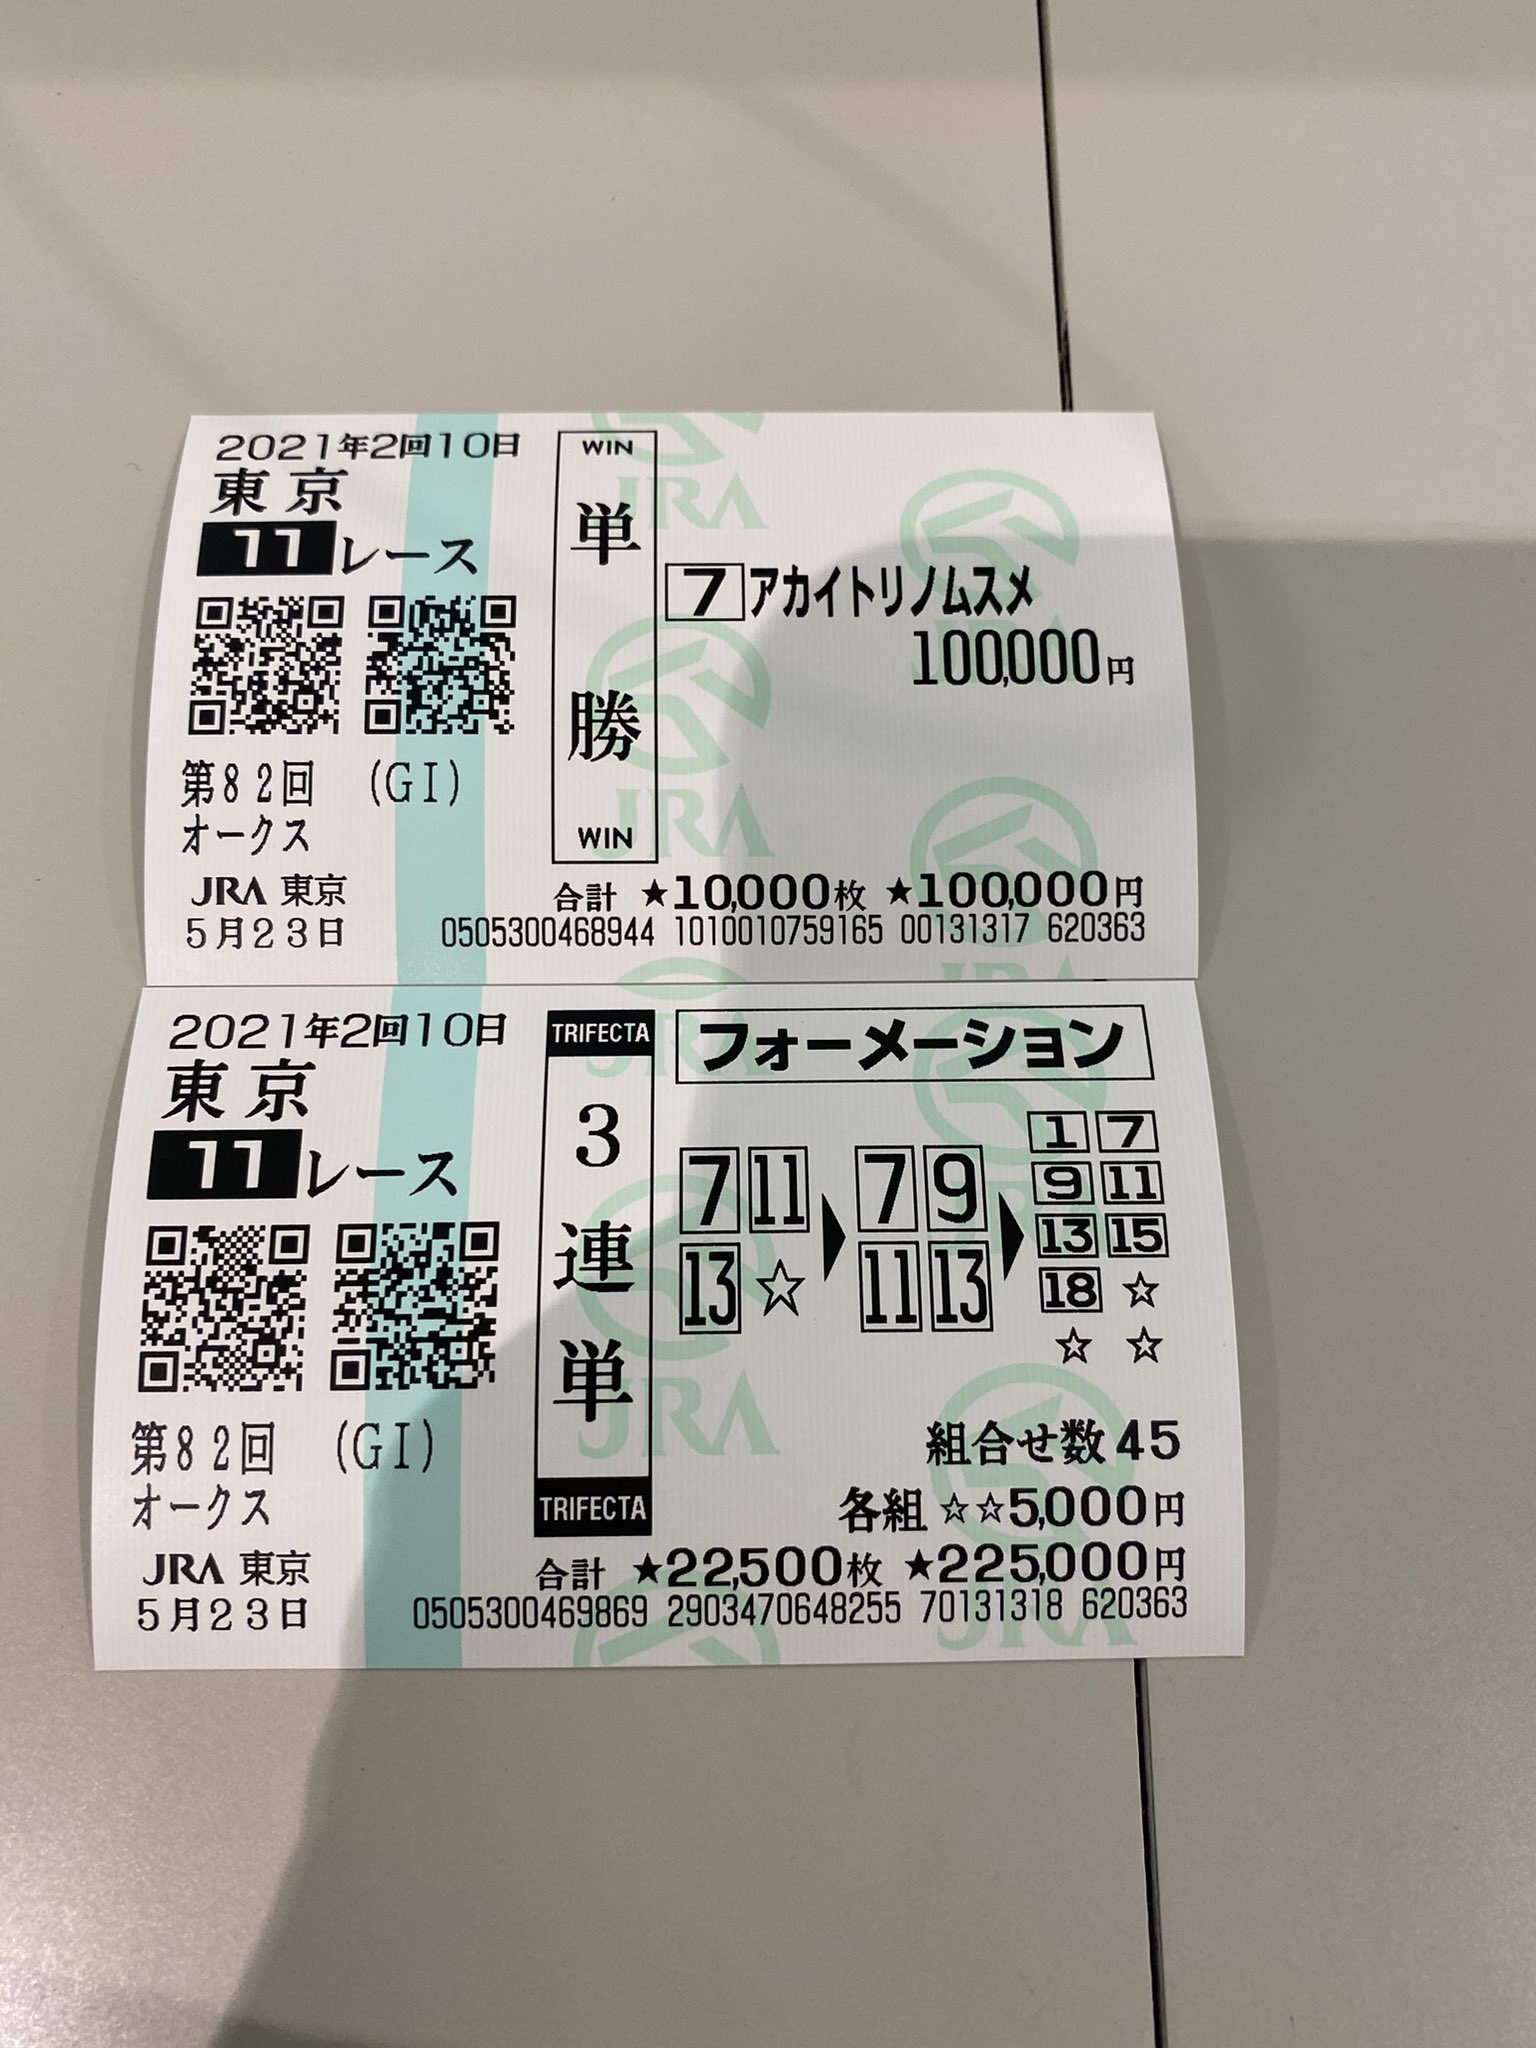 2021年2回10日
東京
11レース
第82回 (GI)
オークス
JRA 東京
5月23日
WIN
単勝
WIN
7 アカイトリノムスメ
100,000円
合計 ★10,000枚 ★100,000円
0505300468944 1010010759165 00131317 620363
2021年2回10日
東京
11レース
第82回 (GI)
オークス
JRA 東京
5月23日
TRIFECTA
3連単
TRIFECTA
フォーメーション
7 11
13 ☆
▶
7 9
11 13
▶
1 7
9 11
13 15
18 ☆
☆ ☆
組合せ数45
各組 ☆☆5,000円
合計 ★22,500枚 ★225,000円
0505300469869 2903470648255 70131318 620363
JRA
JRA
JRA
JRA
JRA